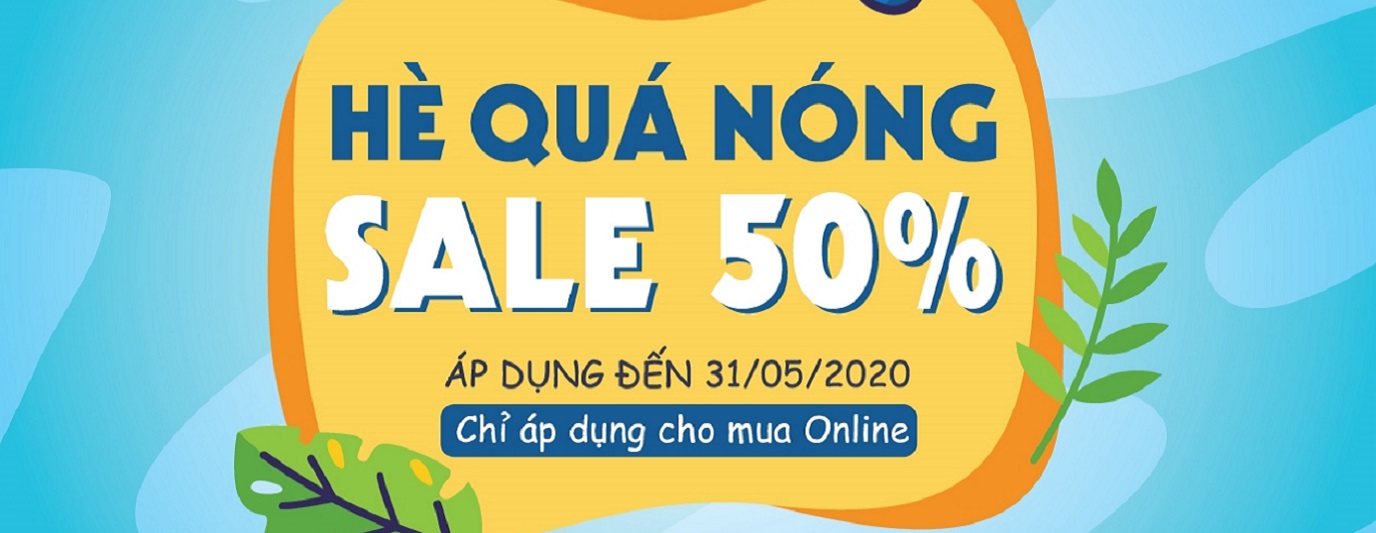 HÈ QUÁ NÓNG
SALE 50%
ÁP DỤNG ĐẾN 31/05/2020
Chỉ áp dụng cho mua Online